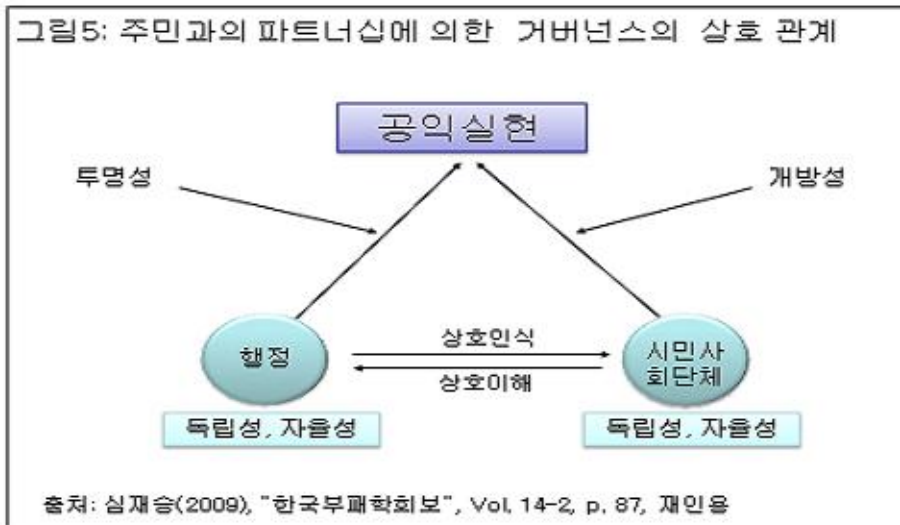 그림5: 주민과의 파트너십에 의한 거버넌스의 상호 관계
공익실현
투명성
개방성
행정
상호인식
상호이해
시민사
회단체
독립성, 자율성
독립성, 자율성
출처: 심재승(2009), "한국부패학회보", Vol, 14-2, p, 87, 재인용